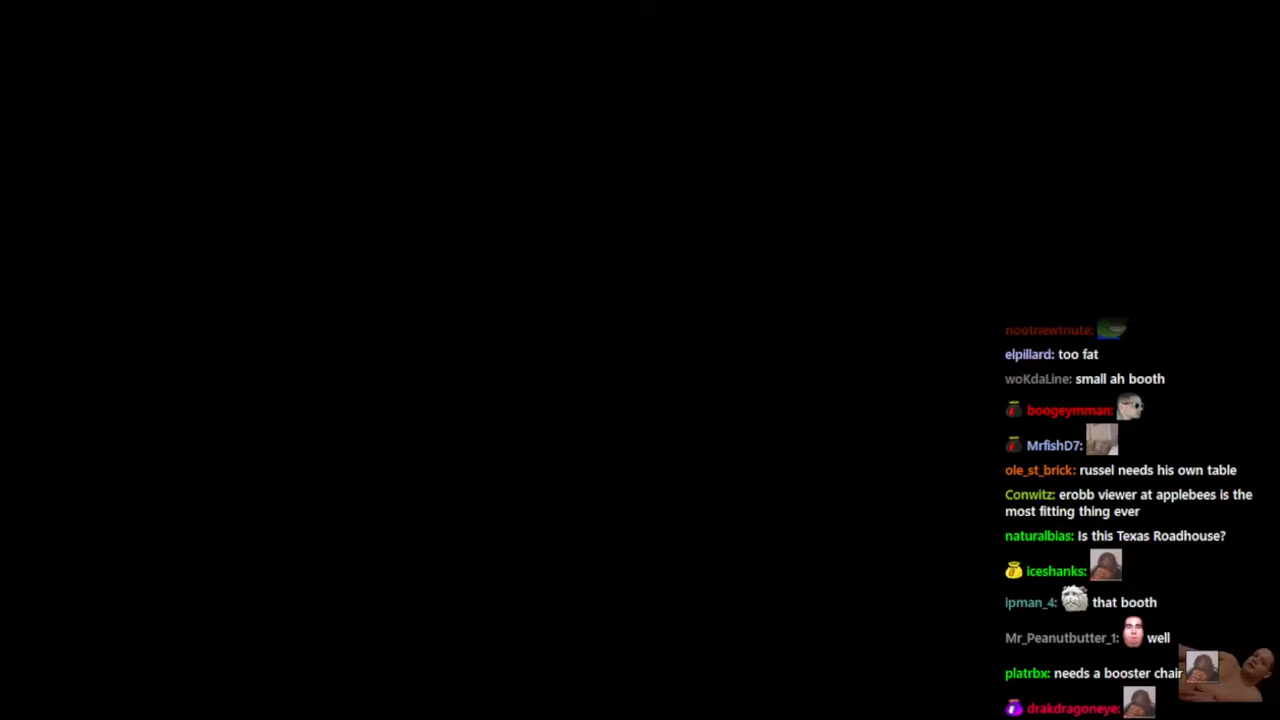 nootnewtnute:
elpillard: too fat
woKdaLine: small ah booth
boogeymman:
MrfishD7:
ole_st_brick: russel needs his own table
Conwitz: erobb viewer at applebees is the
most fitting thing ever
naturalbias: Is this Texas Roadhouse?
iceshanks:
ipman_4: that booth
Mr_Peanutbutter_1: well
platrbx: needs a booster chair
drakdragoneye: